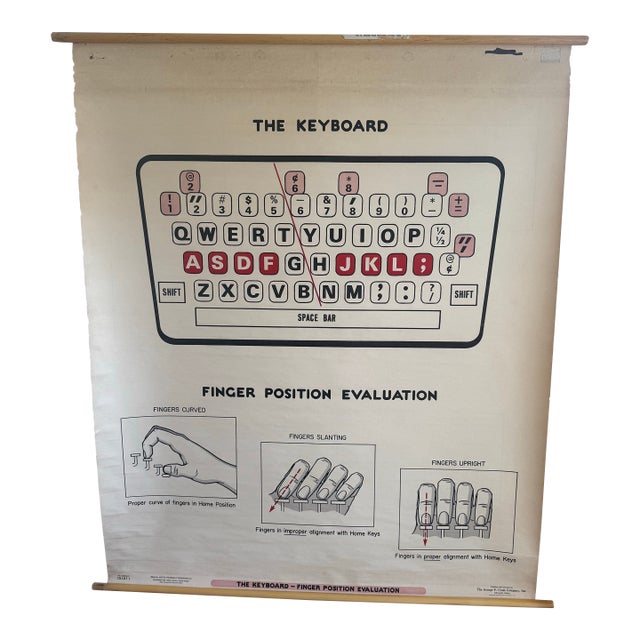 THE KEYBOARD
@ 2 ¢ 6 * 8 —
! 1 " 2 # 3 $ 4 % 5 — 6 & 7 ' 8 ( 9 ) 0 * - + =
Q W E R T Y U I O P ¼ ½ " '
A S D F G H J K L ; @ ¢
SHIFT Z X C V B N M , ; . : ? / SHIFT
SPACE BAR
FINGER POSITION EVALUATION
FINGERS CURVED
Proper curve of fingers in Home Position
FINGERS SLANTING
Fingers in improper alignment with Home Keys
FINGERS UPRIGHT
Fingers in proper alignment with Home Keys
THE KEYBOARD – FINGER POSITION EVALUATION